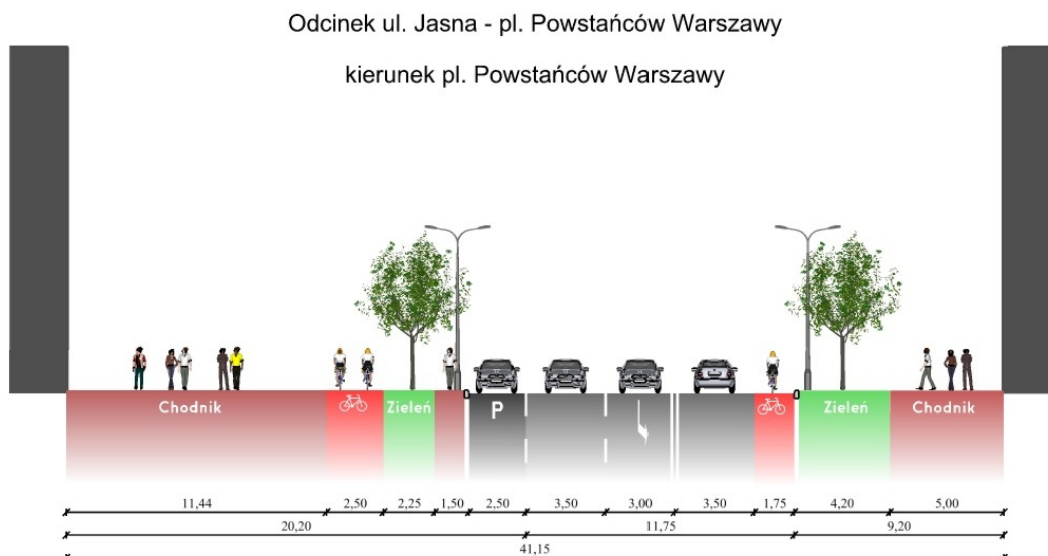 Odcinek ul. Jasna - pl. Powstańców Warszawy
kierunek pl. Powstańców Warszawy
Chodnik Zieleń P Zieleń Chodnik
11,44 2,50 2,25 1,50 2,50 3,50 3,00 3,50 1,75 4,20 5,00
20,20 11,75 9,20
41,15